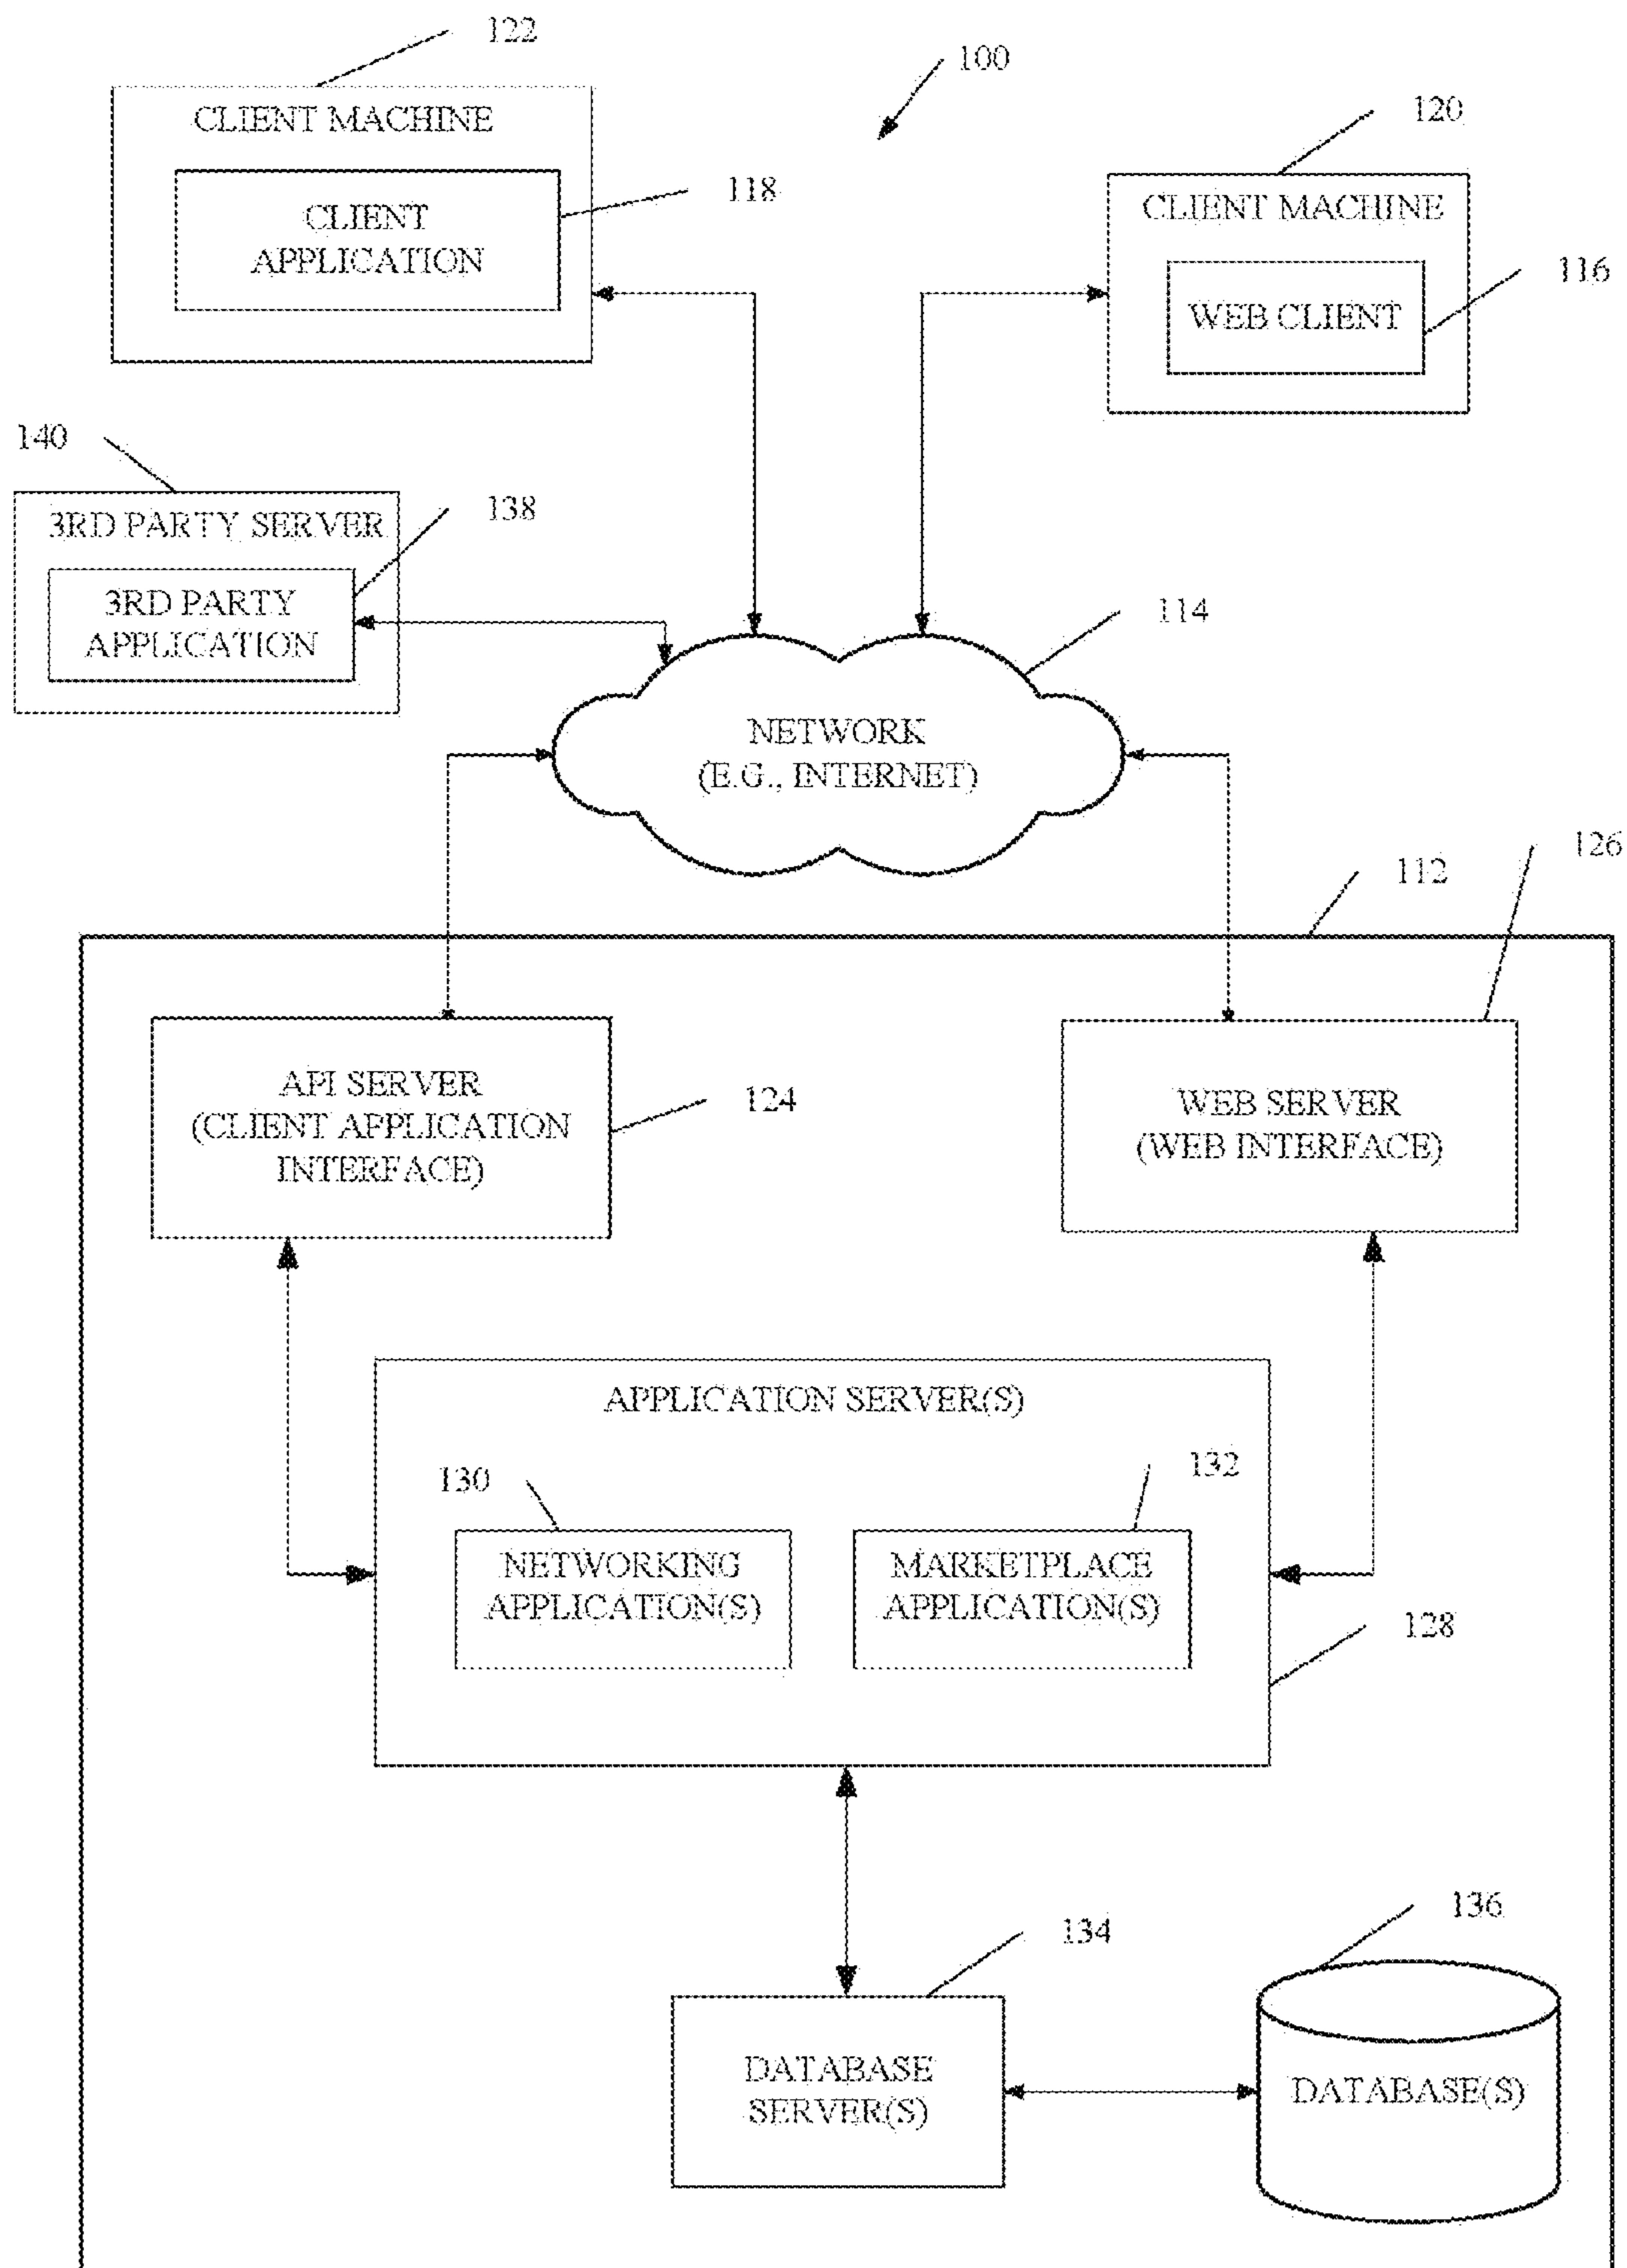 122
100
CLIENT MACHINE
120
118
CLIENT
APPLICATION
CLIENT MACHINE
116
WEB CLIENT
140
3RD PARTY SERVER
138
3RD PARTY
APPLICATION
114
NETWORK
(E.G., INTERNET)
126
112
API SERVER
(CLIENT APPLICATION
INTERFACE)
124
WEB SERVER
(WEB INTERFACE)
APPLICATION SERVER(S)
130
132
NETWORKING
APPLICATION(S)
MARKETPLACE
APPLICATION(S)
128
134
136
DATABASE
SERVER(S)
DATABASE(S)